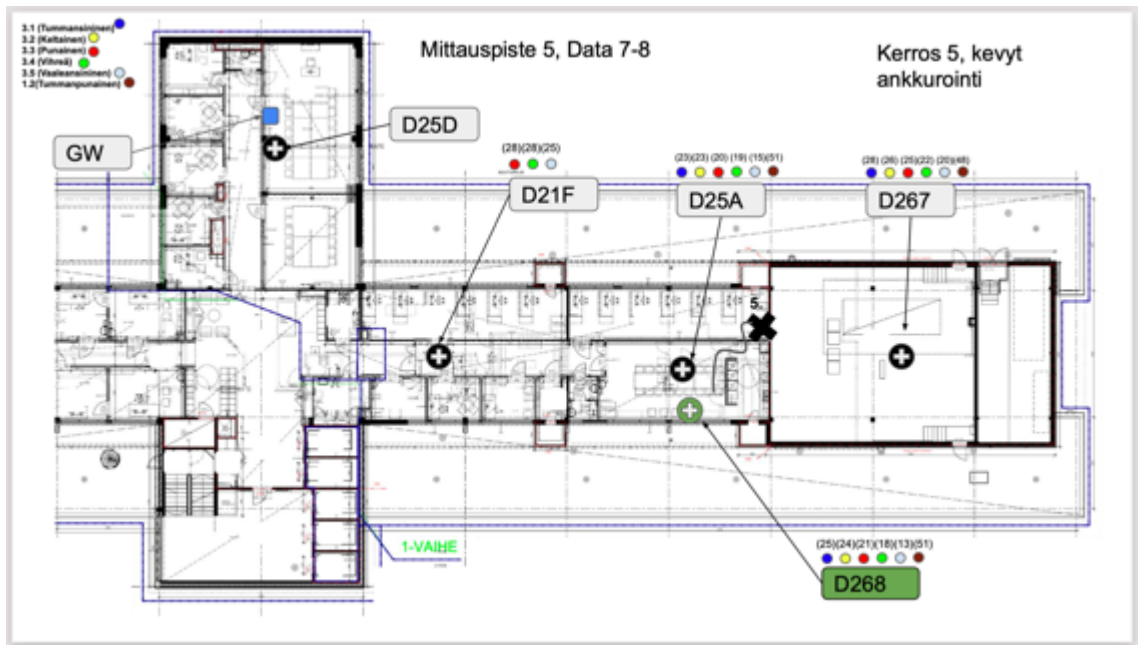 3.1 (Tummansininen)
3.2 (Keltainen)
3.3 (Punainen)
3.4 (Vihreä)
3.5 (Vaaleansininen)
1.2(Tummanpunainen)
Mittauspiste 5, Data 7-8
Kerros 5, kevyt
ankkurointi
GW
D25D
(28)(28)(25)
D21F
(23)(23) (20) (19) (15)(51)
D25A
(28) (26) (25)(22) (20)(48)
D267
5.
1-VAIHE
(25)(24)(21)(18)(13)(51)
D268